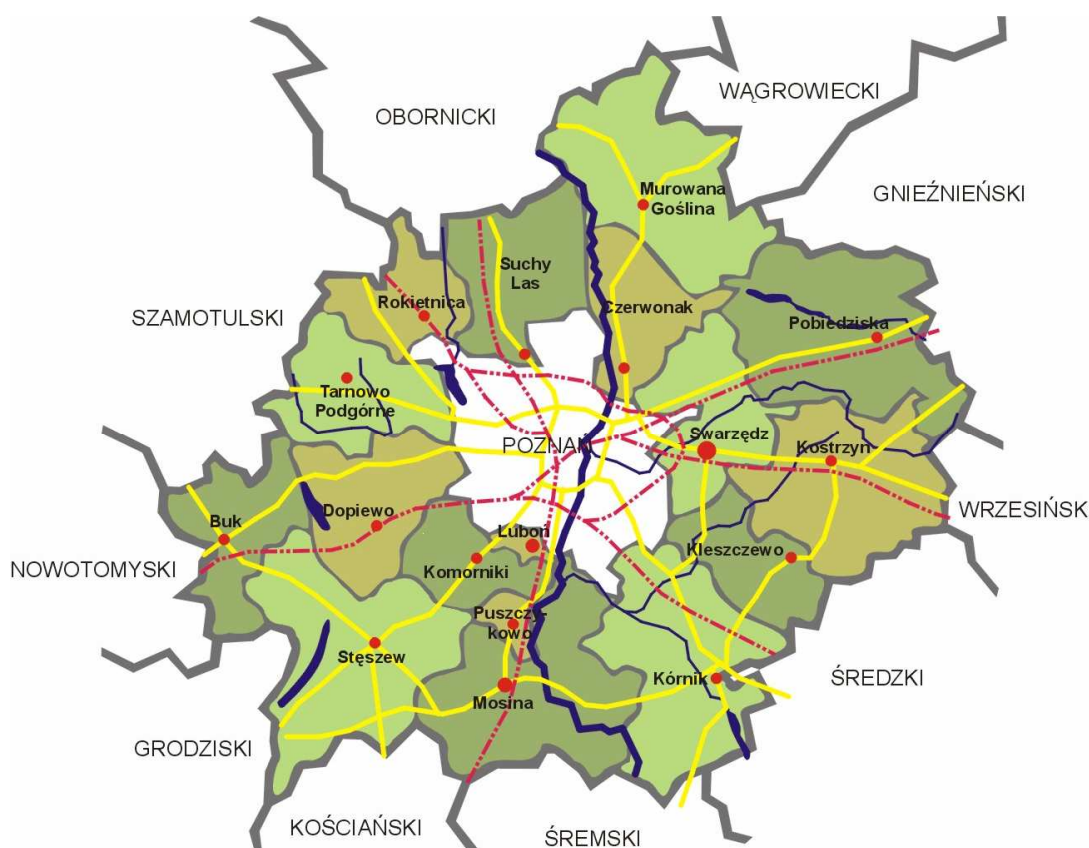 WĄGROWIECKI
OBORNICKI
GNIEŹNIEŃSKI
Murowana
Goślina
Suchy
Las
Rokietnica
Czerwonak
SZAMOTULSKI
Pobiedziska
Tarnowo
Podgórne
POZNAŃ
Swarzędz
Kostrzyn
WRZESIŃSK
Buk
Dopiewo
Luboń
Kleszczewo
NOWOTOMYSKI
Komorniki
Puszczy-
kowo
Stęszew
Kórnik
ŚREDZKI
Mosina
GRODZISKI
KOŚCIAŃSKI
ŚREMSKI